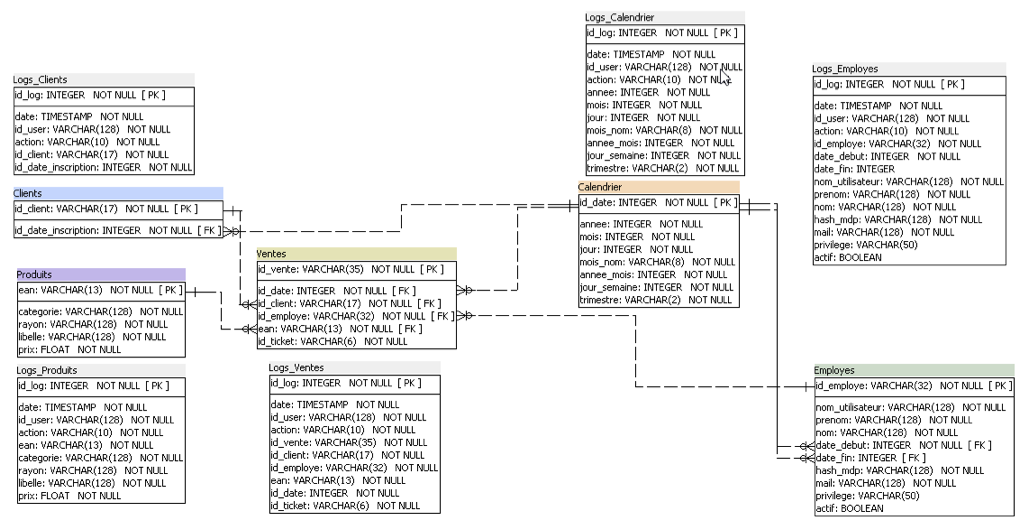 Logs_Calendrier
id_log: INTEGER NOT NULL [ PK ]
date: TIMESTAMP NOT NULL
id_user: VARCHAR(128) NOT NULL
action: VARCHAR(10) NOT NULL
annee: INTEGER NOT NULL
mois: INTEGER NOT NULL
jour: INTEGER NOT NULL
mois_nom: VARCHAR(8) NOT NULL
annee_mois: INTEGER NOT NULL
jour_semaine: INTEGER NOT NULL
trimestre: VARCHAR(2) NOT NULL
Logs_Clients
id_log: INTEGER NOT NULL [ PK ]
date: TIMESTAMP NOT NULL
id_user: VARCHAR(128) NOT NULL
action: VARCHAR(10) NOT NULL
id_client: VARCHAR(17) NOT NULL
id_date_inscription: INTEGER NOT NULL
Logs_Employes
id_log: INTEGER NOT NULL [ PK ]
date: TIMESTAMP NOT NULL
id_user: VARCHAR(128) NOT NULL
action: VARCHAR(10) NOT NULL
id_employe: VARCHAR(32) NOT NULL
date_debut: INTEGER NOT NULL
date_fin: INTEGER
nom_utilisateur: VARCHAR(128) NOT NULL
prenom: VARCHAR(128) NOT NULL
nom: VARCHAR(128) NOT NULL
hash_mdp: VARCHAR(128) NOT NULL
mail: VARCHAR(128) NOT NULL
privilege: VARCHAR(50)
actif: BOOLEAN
Clients
id_client: VARCHAR(17) NOT NULL [ PK ]
id_date_inscription: INTEGER NOT NULL [ FK ]
Calendrier
id_date: INTEGER NOT NULL [ PK ]
annee: INTEGER NOT NULL
mois: INTEGER NOT NULL
jour: INTEGER NOT NULL
mois_nom: VARCHAR(8) NOT NULL
annee_mois: INTEGER NOT NULL
jour_semaine: INTEGER NOT NULL
trimestre: VARCHAR(2) NOT NULL
Ventes
id_vente: VARCHAR(35) NOT NULL [ PK ]
id_date: INTEGER NOT NULL [ FK ]
id_client: VARCHAR(17) NOT NULL [ FK ]
id_employe: VARCHAR(32) NOT NULL [ FK ]
ean: VARCHAR(13) NOT NULL [ FK ]
id_ticket: VARCHAR(6) NOT NULL
Produits
ean: VARCHAR(13) NOT NULL [ PK ]
categorie: VARCHAR(128) NOT NULL
rayon: VARCHAR(128) NOT NULL
libelle: VARCHAR(128) NOT NULL
prix: FLOAT NOT NULL
Logs_Produits
id_log: INTEGER NOT NULL [ PK ]
date: TIMESTAMP NOT NULL
id_user: VARCHAR(128) NOT NULL
action: VARCHAR(10) NOT NULL
ean: VARCHAR(13) NOT NULL
categorie: VARCHAR(128) NOT NULL
rayon: VARCHAR(128) NOT NULL
libelle: VARCHAR(128) NOT NULL
prix: FLOAT NOT NULL
Logs_Ventes
id_log: INTEGER NOT NULL [ PK ]
date: TIMESTAMP NOT NULL
id_user: VARCHAR(128) NOT NULL
action: VARCHAR(10) NOT NULL
id_vente: VARCHAR(35) NOT NULL
id_client: VARCHAR(17) NOT NULL
id_employe: VARCHAR(32) NOT NULL
ean: VARCHAR(13) NOT NULL
id_date: INTEGER NOT NULL
id_ticket: VARCHAR(6) NOT NULL
Employes
id_employe: VARCHAR(32) NOT NULL [ PK ]
nom_utilisateur: VARCHAR(128) NOT NULL
prenom: VARCHAR(128) NOT NULL
nom: VARCHAR(128) NOT NULL
date_debut: INTEGER NOT NULL [ FK ]
date_fin: INTEGER [ FK ]
hash_mdp: VARCHAR(128) NOT NULL
mail: VARCHAR(128) NOT NULL
privilege: VARCHAR(50)
actif: BOOLEAN